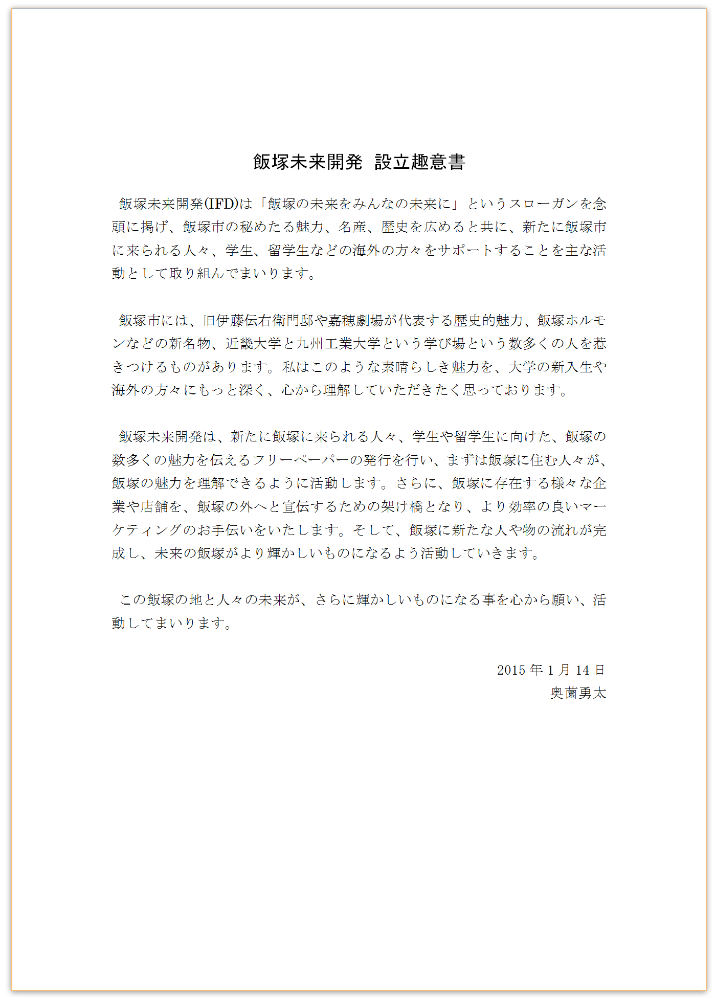 飯塚未来開発　設立趣意書
飯塚未来開発(IFD)は「飯塚の未来をみんなの未来に」というスローガンを念
頭に掲げ、飯塚市の秘めたる魅力、名産、歴史を広めると共に、新たに飯塚市
に来られる人々、学生、留学生などの海外の方々をサポートすることを主な活
動として取り組んでまいります。
飯塚市には、旧伊藤伝右衛門邸や嘉穂劇場が代表する歴史的魅力、飯塚ホルモ
ンなどの新名物、近畿大学と九州工業大学という学び場という数多くの人を惹
きつけるものがあります。私はこのような素晴らしき魅力を、大学の新入生や
海外の方々にもっと深く、心から理解していただきたく思っております。
飯塚未来開発は、新たに飯塚に来られる人々、学生や留学生に向けた、飯塚の
数多くの魅力を伝えるフリーペーパーの発行を行い、まずは飯塚に住む人々が、
飯塚の魅力を理解できるように活動します。さらに、飯塚に存在する様々な企
業や店舗を、飯塚の外へと宣伝するための架け橋となり、より効率の良いマー
ケティングのお手伝いをいたします。そして、飯塚に新たな人や物の流れが完
成し、未来の飯塚がより輝かしいものになるよう活動していきます。
この飯塚の地と人々の未来が、さらに輝かしいものになる事を心から願い、活
動してまいります。
2015 年 1 月 14 日
奥薗勇太